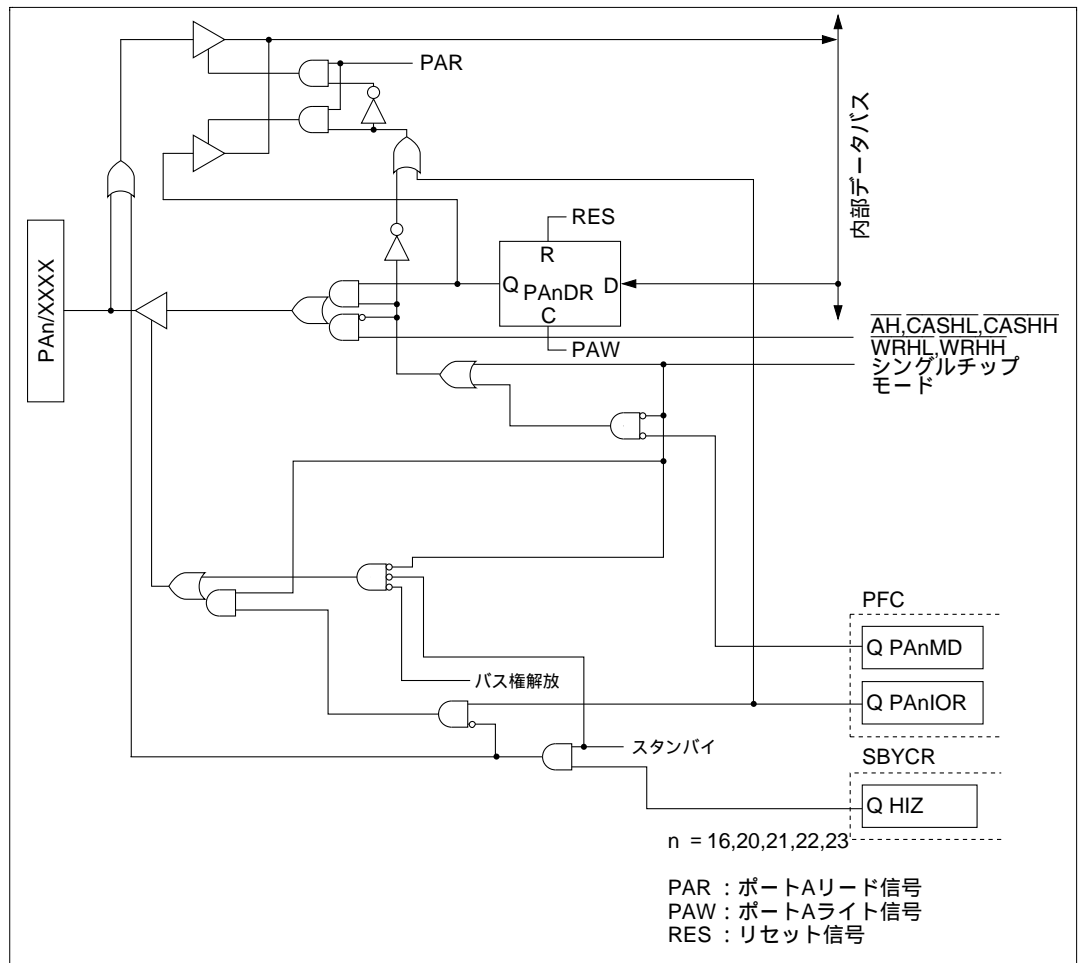 PAR
内部データバス
RES
R
Q
D
PAnDR
C
PAW
PAn/XXXX
AH,CASHL,CASHH
WRHL,WRHH
シングルチップ
モード
PFC
Q PAnMD
バス権解放
Q PAnIOR
スタンバイ
SBYCR
Q HIZ
n = 16,20,21,22,23
PAR : ポートAリード信号
PAW : ポートAライト信号
RES : リセット信号